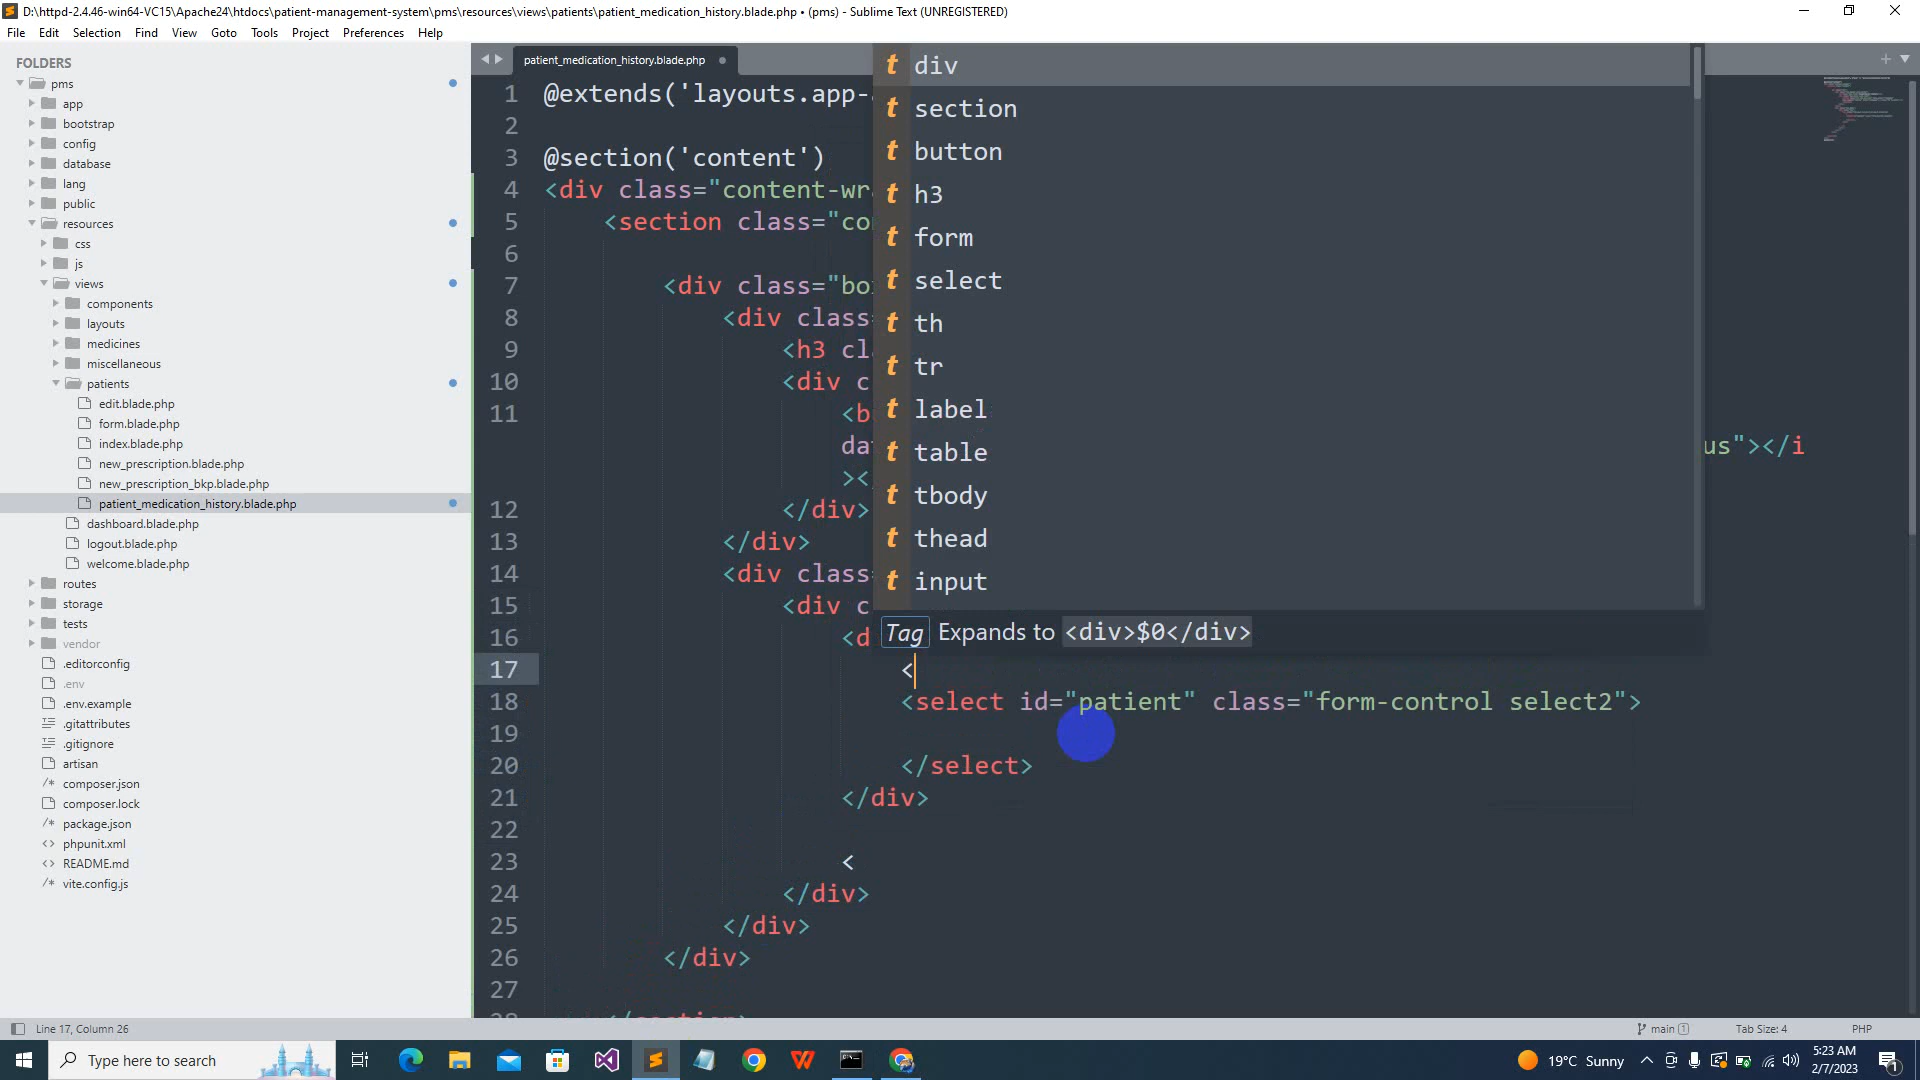 D:\httpd-2.4.46-win64-VC15\Apache24\htdocs\patient-management-system\pms\resources\views\patients\patient_medication_history.blade.php • (pms) - Sublime Text (UNREGISTERED)
File Edit Selection Find View Goto Tools Project Preferences Help
FOLDERS
pms
app
bootstrap
config
database
lang
public
resources
css
js
views
components
layouts
medicines
miscellaneous
patients
edit.blade.php
form.blade.php
index.blade.php
new_prescription.blade.php
new_prescription_bkp.blade.php
patient_medication_history.blade.php
dashboard.blade.php
logout.blade.php
welcome.blade.php
routes
storage
tests
vendor
.editorconfig
.env
.env.example
.gitattributes
.gitignore
artisan
composer.json
composer.lock
package.json
phpunit.xml
README.md
vite.config.js
patient_medication_history.blade.php
1 @extends('layouts.app-
2
3 @section('content')
4 <div class="content-wr
5 <section class="co
6
7 <div class="bo
8 <div class=
9 <h3 cl
10 <div c
11 <b
da us"></i
><
12 </div>
13 </div>
14 <div class=
15 <div c
16 <d
17 <
18 <select id="patient" class="form-control select2">
19
20 </select>
21 </div>
22
23 <
24 </div>
25 </div>
26 </div>
27
28 </section>
t div
t section
t button
t h3
t form
t select
t th
t tr
t label
t table
t tbody
t thead
t input
Tag Expands to <div>$0</div>
Line 17, Column 26
main 1
Tab Size: 4
PHP
Type here to search
19°C Sunny
5:23 AM
2/7/2023
1